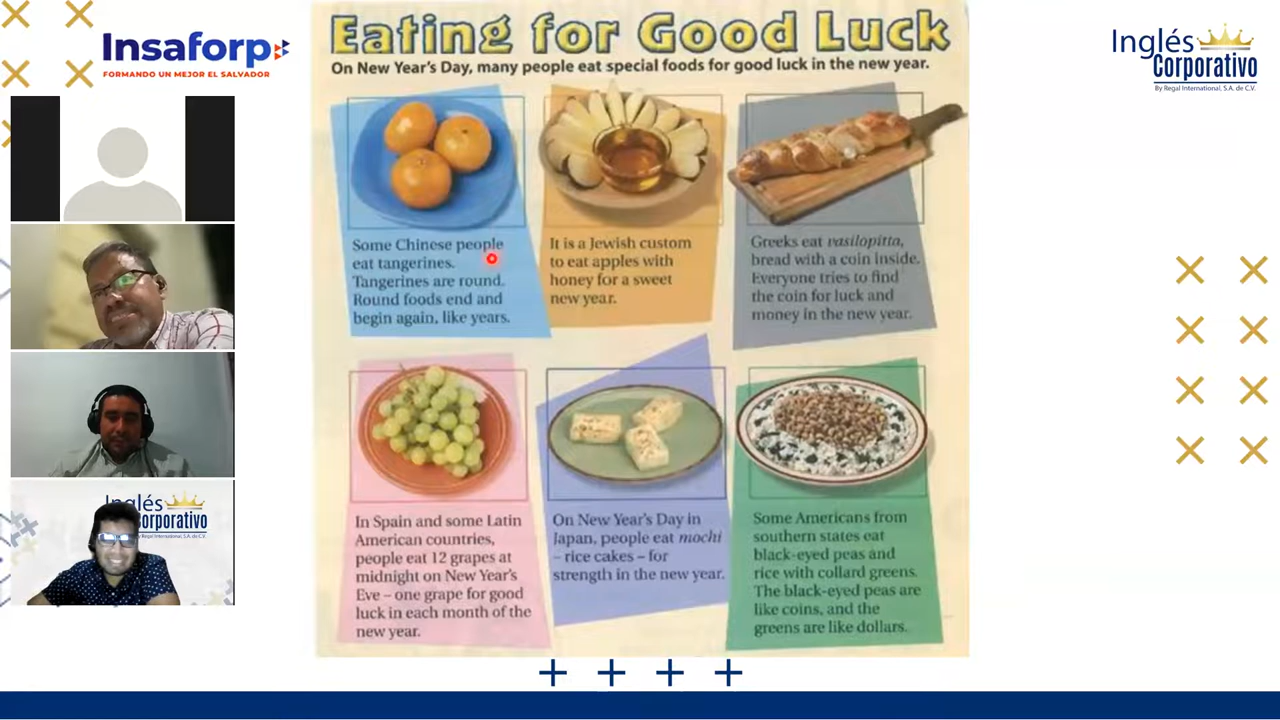 Insaforp
FORMANDO UN MEJOR EL SALVADOR
Inglés
Corporativo
By Regal International, S.A. de C.V.
Eating for Good Luck
On New Year's Day, many people eat special foods for good luck in the new year.
Some Chinese people
eat tangerines.
Tangerines are round.
Round foods end and
begin again, like years.
It is a Jewish custom
to eat apples with
honey for a sweet
new year.
Greeks eat vasilopitta,
bread with a coin inside.
Everyone tries to find
the coin for luck and
money in the new year.
In Spain and some Latin
American countries,
people eat 12 grapes at
midnight on New Year's
Eve – one grape for good
luck in each month of the
new year.
On New Year's Day in
Japan, people eat mochi
– rice cakes – for
strength in the new year.
Some Americans from
southern states eat
black-eyed peas and
rice with collard greens.
The black-eyed peas are
like coins, and the
greens are like dollars.
Inglés
Corporativo
By Regal International, S.A. de C.V.